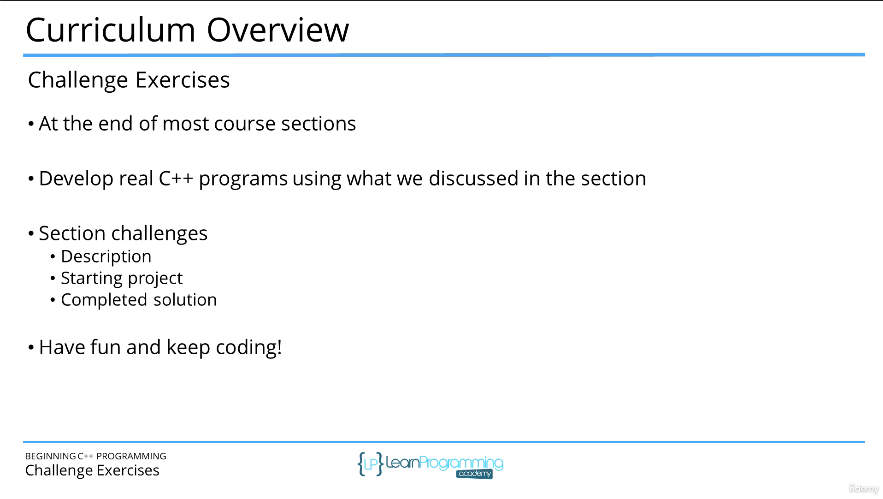 Curriculum Overview
Challenge Exercises
• At the end of most course sections
• Develop real C++ programs using what we discussed in the section
• Section challenges
• Description
• Starting project
• Completed solution
• Have fun and keep coding!
BEGINNING C++ PROGRAMMING
Challenge Exercises
{LP} LearnProgramming
academy
ûdemy